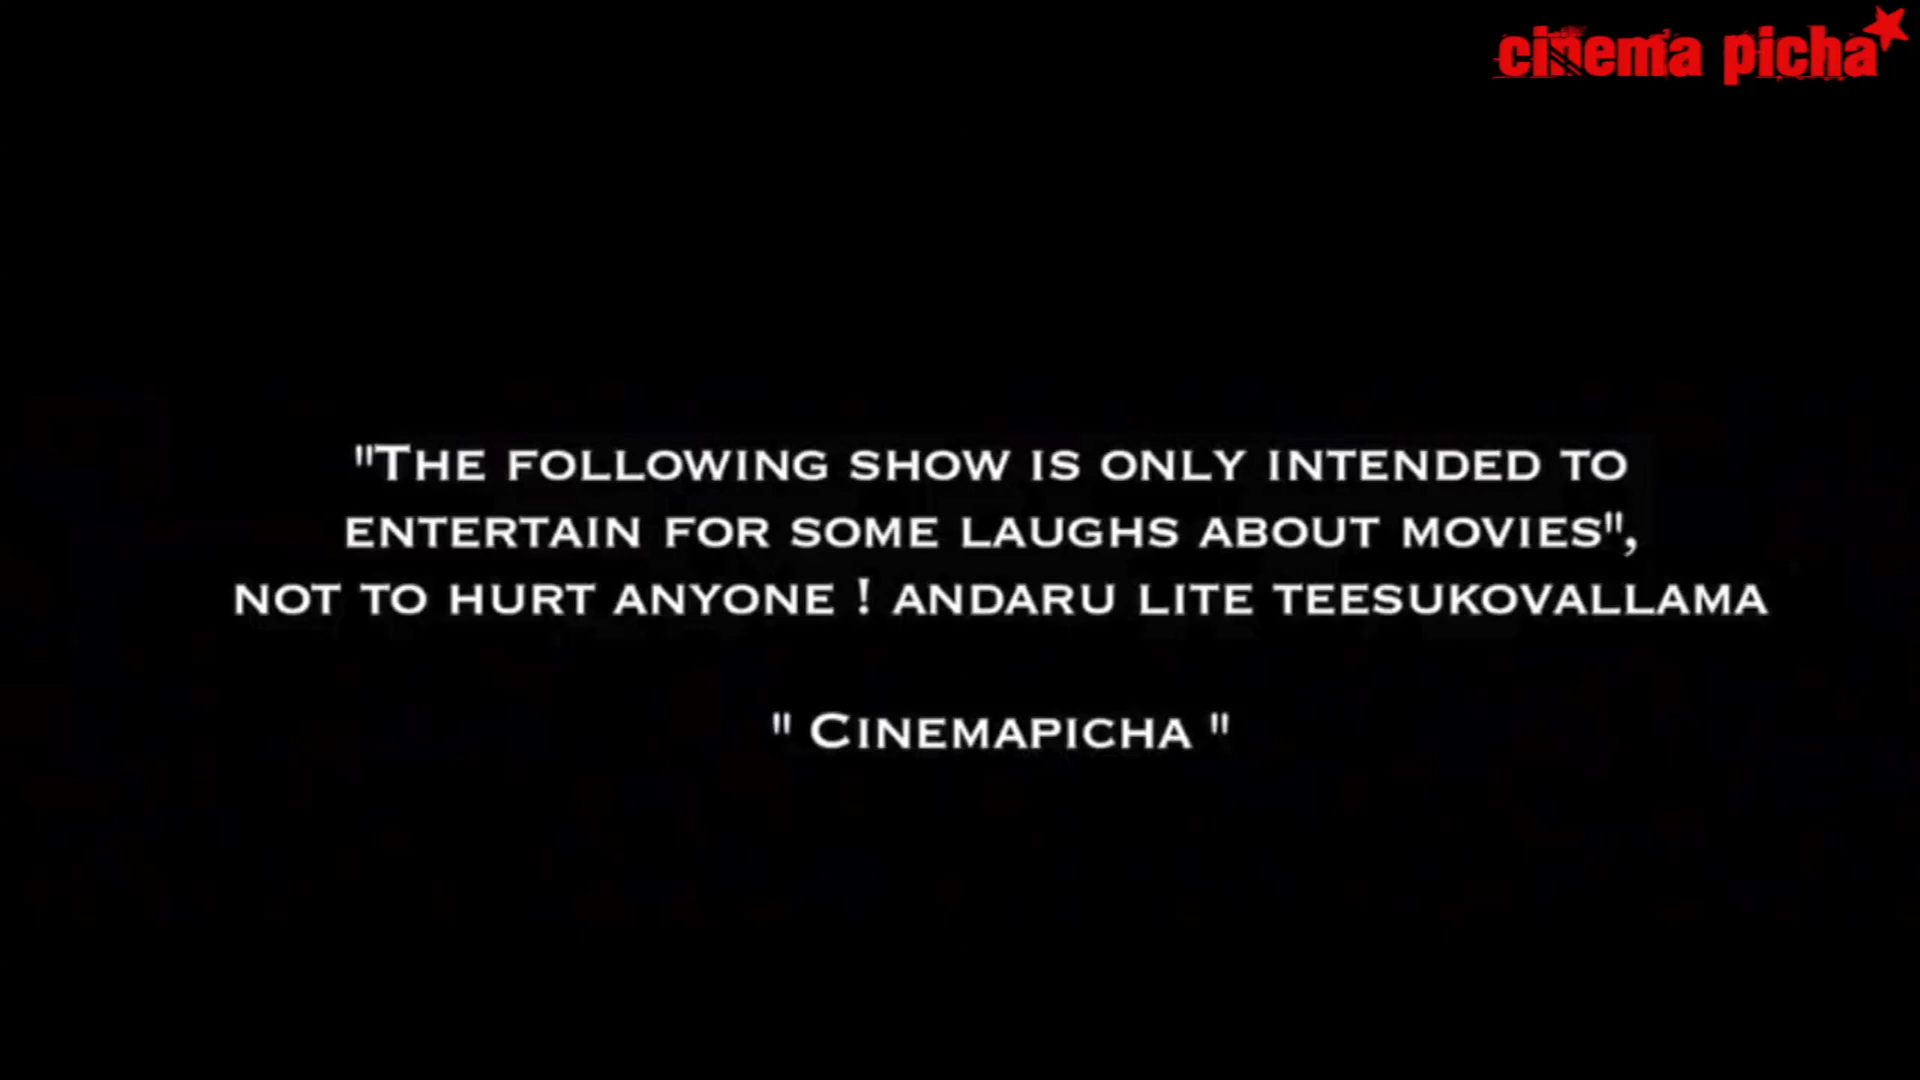 cinema picha
"The following show is only intended to
entertain for some laughs about movies",
not to hurt anyone ! andaru lite teesukovallama
" Cinemapicha "